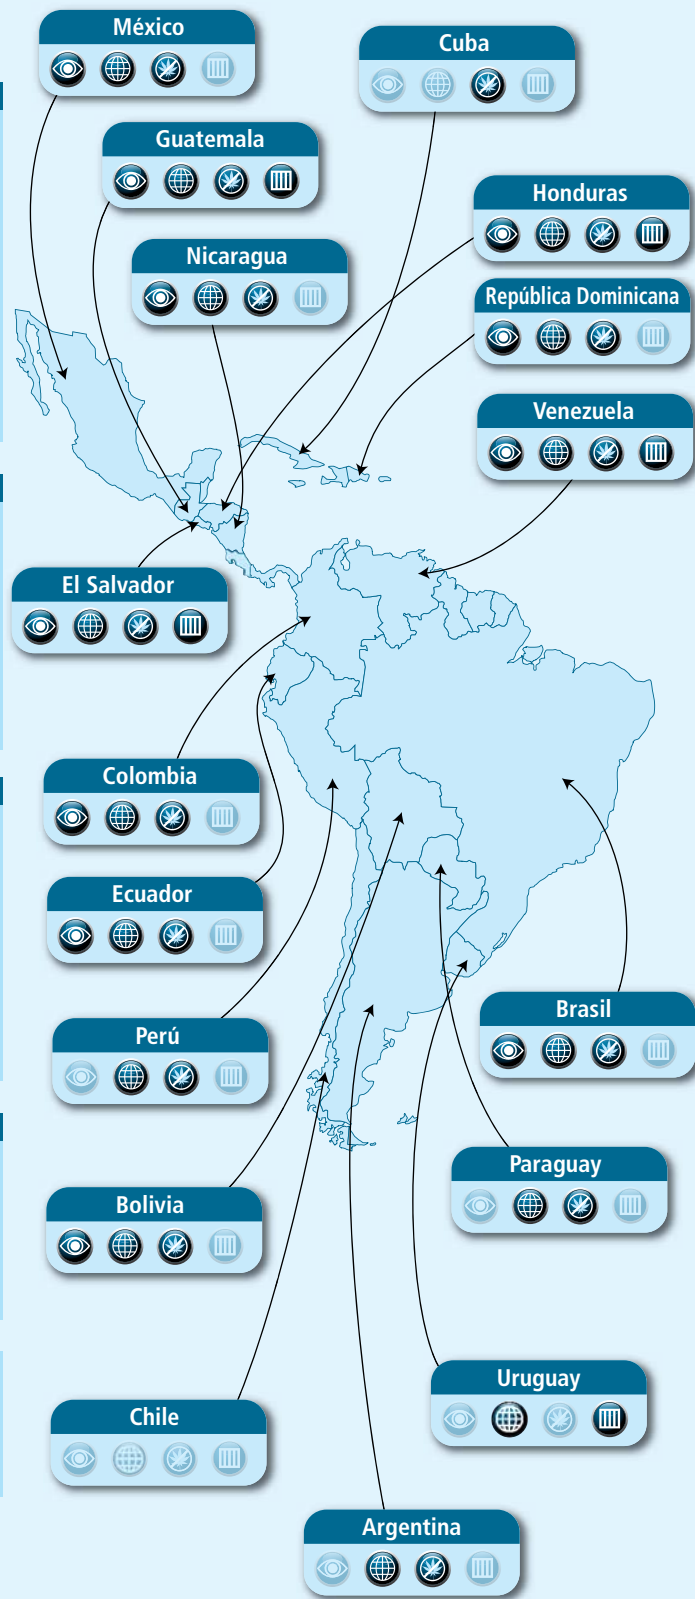 México
Cuba
Guatemala
Honduras
Nicaragua
República Dominicana
Venezuela
El Salvador
Colombia
Ecuador
Brasil
Perú
Paraguay
Bolivia
Uruguay
Chile
Argentina